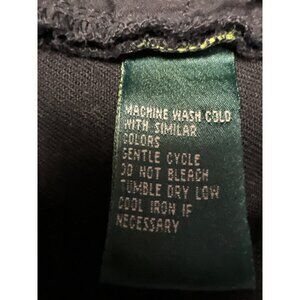 MACHINE WASH COLD
WITH SIMILAR
COLORS
GENTLE CYCLE
DO NOT BLEACH
TUMBLE DRY LOW
COOL IRON IF
NECESSARY